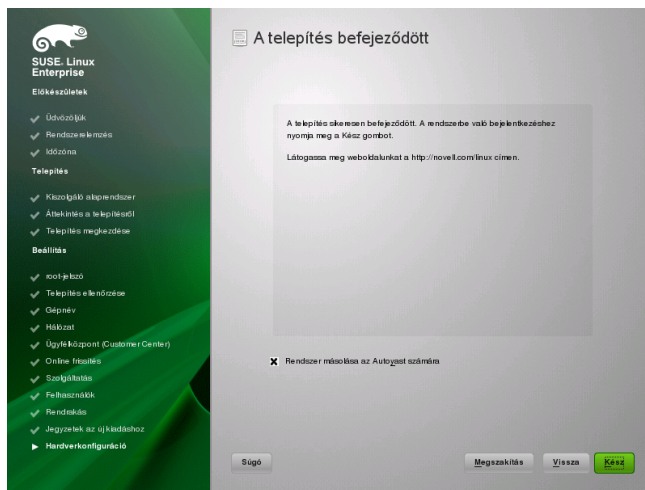 SUSE. Linux
Enterprise
Előkészületek
Üdvözöljük
Rendszerelemzés
Időzóna
Telepítés
Kiszolgáló alaprendszer
Áttekintés a telepítésről
Telepítés megkezdése
Beállítás
root-jelszó
Telepítés ellenőrzése
Gépnév
Hálózat
Ügyfélközpont (Customer Center)
Online frissítés
Szolgáltatás
Felhasználók
Rendrakás
Jegyzetek az új kiadáshoz
Hardverkonfiguráció
A telepítés befejeződött
A telepítés sikeresen befejeződött. A rendszerbe való bejelentkezéshez
nyomja meg a Kész gombot.
Látogassa meg weboldalunkat a http://novell.com/linux címen.
Rendszer másolása az Autoyast számára
Súgó
Megszakítás
Vissza
Kész